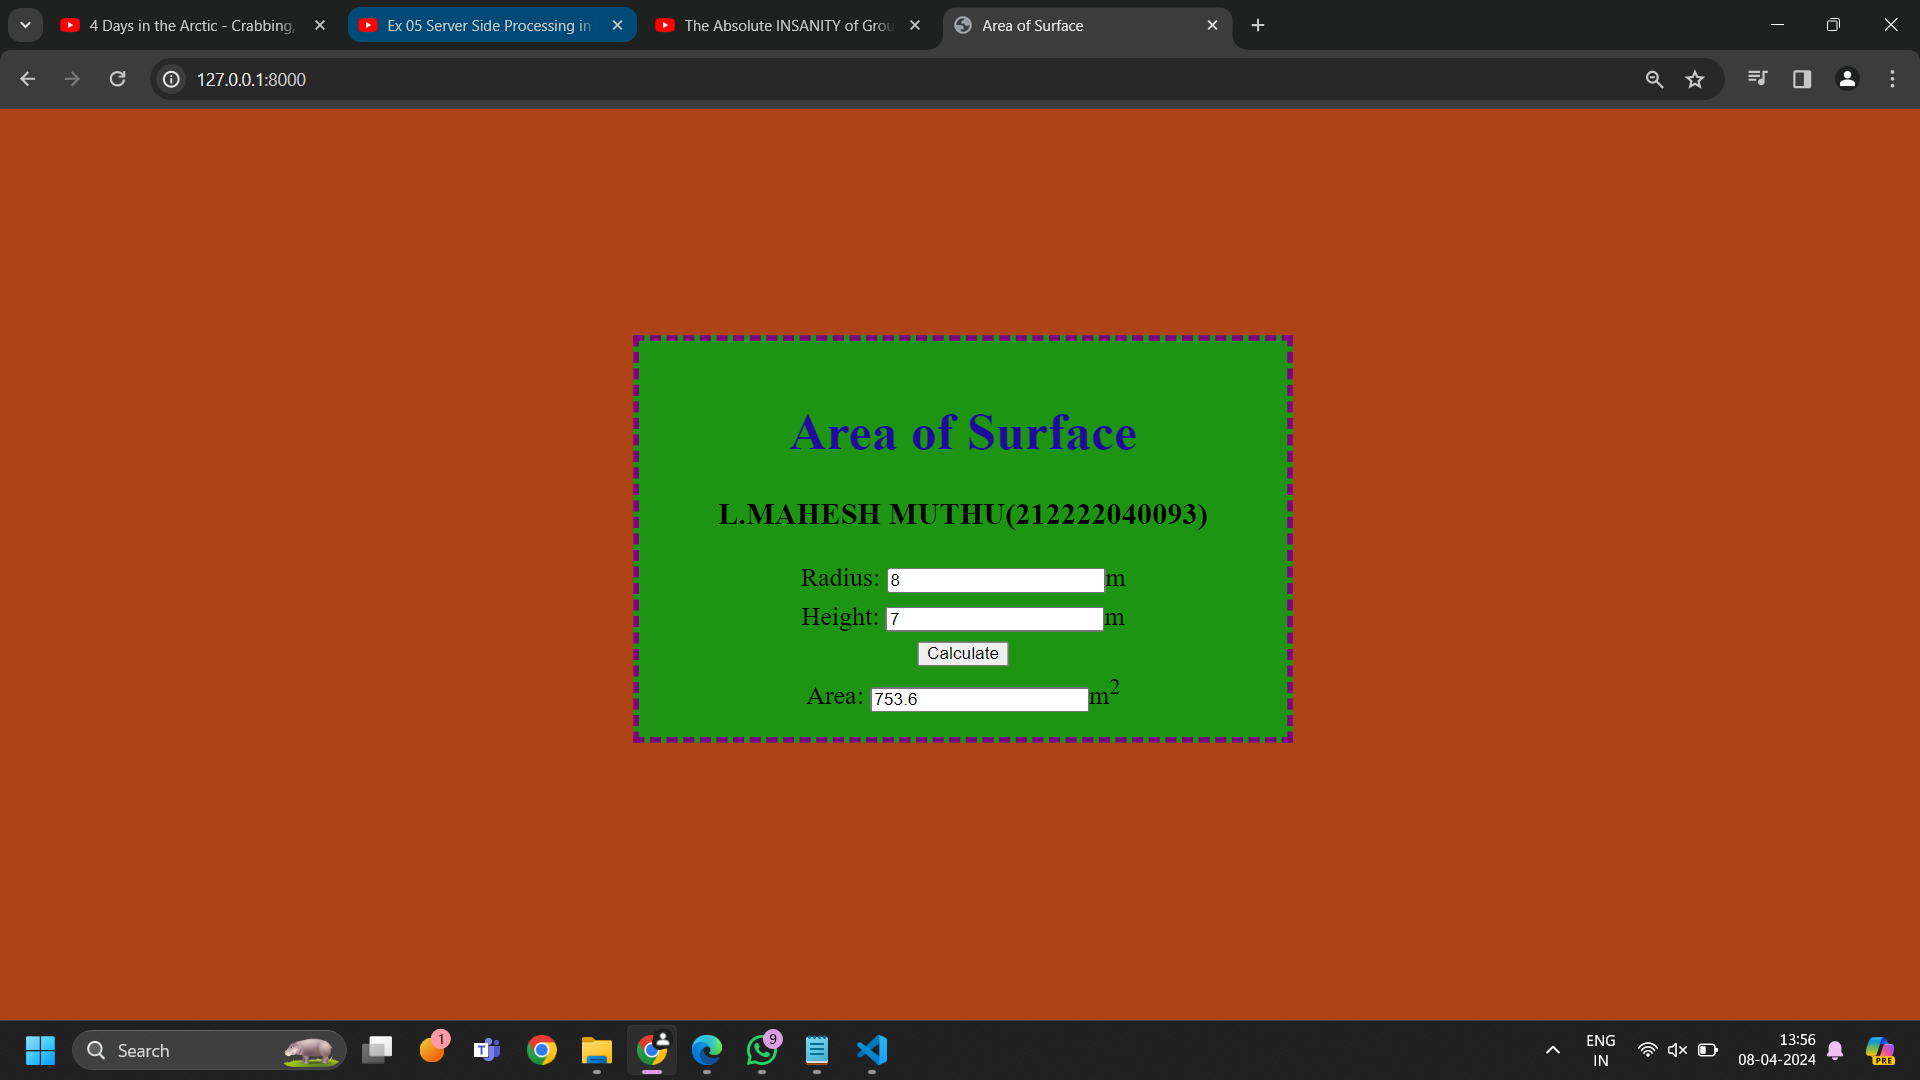 4 Days in the Arctic - Crabbing,
Ex 05 Server Side Processing in
The Absolute INSANITY of Grou
Area of Surface
127.0.0.1:8000
Area of Surface
L.MAHESH MUTHU(212222040093)
Radius: 8 m
Height: 7 m
Calculate
Area: 753.6 m2
Search
1
9
ENG
IN
13:56
08-04-2024
PRE